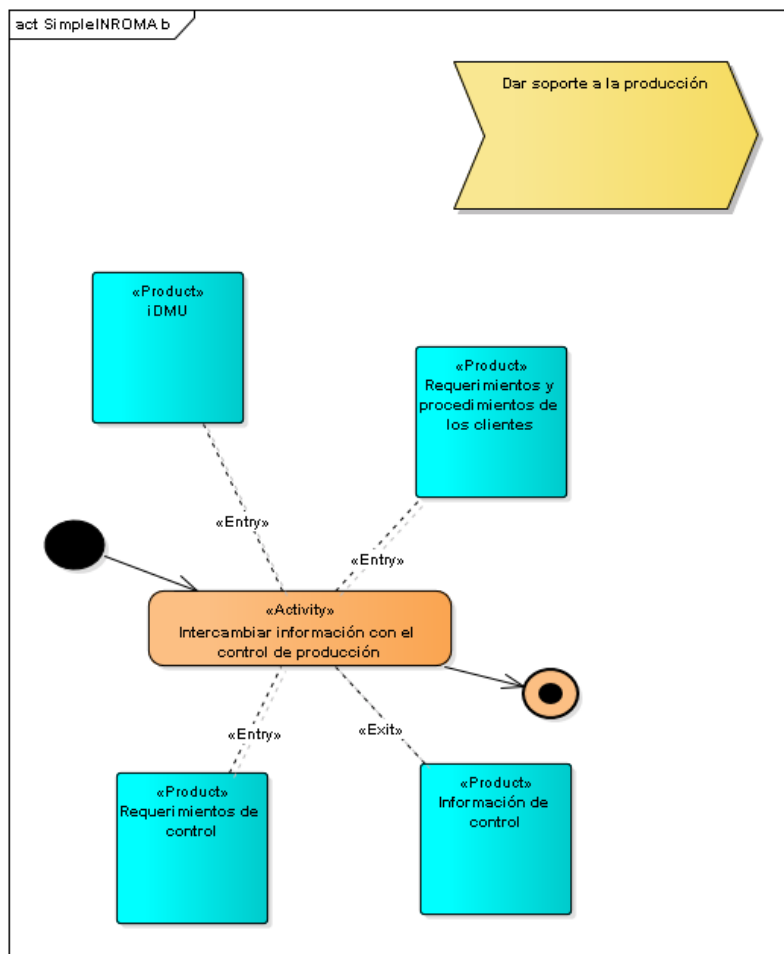 act SimpleINROMA b
Dar soporte a la producción
«Product»
iDMU
«Product»
Requerimientos y
procedimientos de
los clientes
«Entry»
«Entry»
«Activity»
Intercambiar información con el
control de producción
«Entry»
«Exit»
«Product»
Requerimientos de
control
«Product»
Información de
control